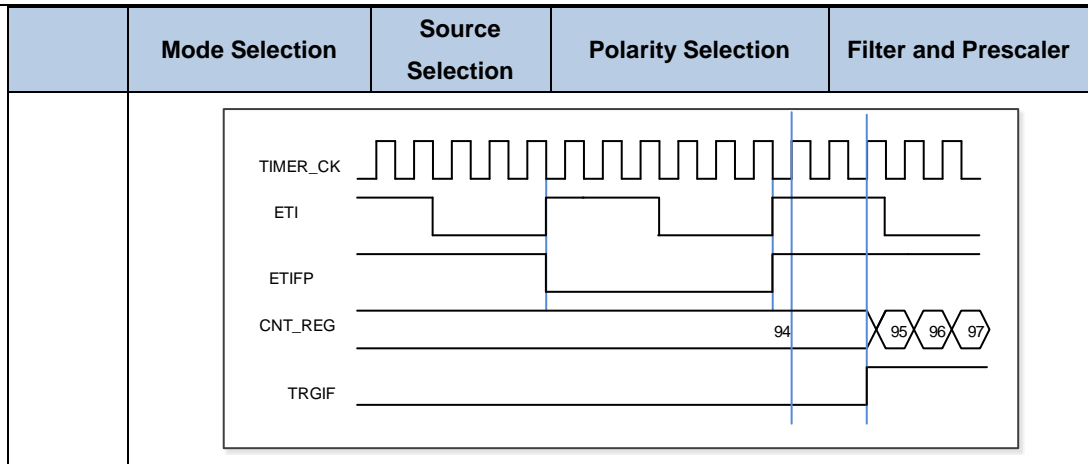 Mode Selection
Source Selection
Polarity Selection
Filter and Prescaler
TIMER_CK
ETI
ETIFP
CNT_REG
94
95
96
97
TRGIF